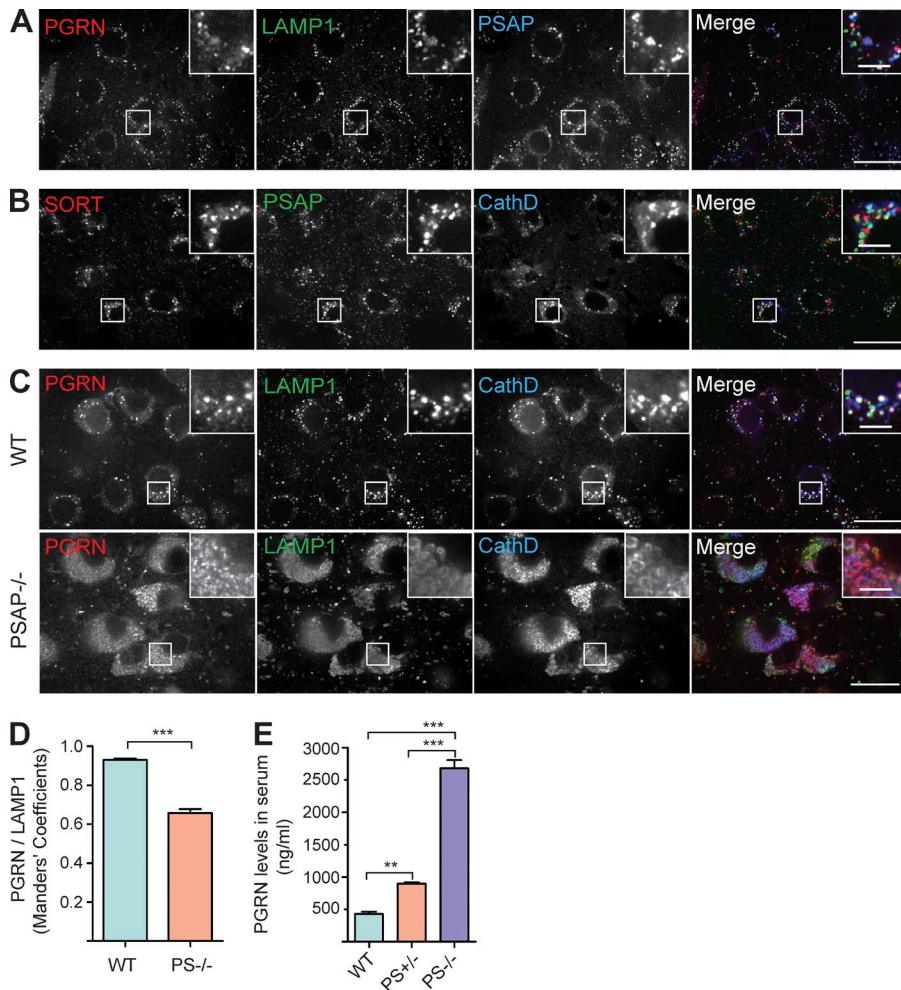 A
PGRN
LAMP1
PSAP
Merge
B
SORT
PSAP
CathD
Merge
C
WT
PGRN
LAMP1
CathD
Merge
PSAP-/-
PGRN
LAMP1
CathD
Merge
D
PGRN / LAMP1
(Manders' Coefficients)
1.0
0.8
0.6
0.4
0.2
***
WT
PS-/-
E
PGRN levels in serum
(ng/ml)
3000
2500
2000
1500
1000
500
***
***
**
WT
PS+/-
PS-/-